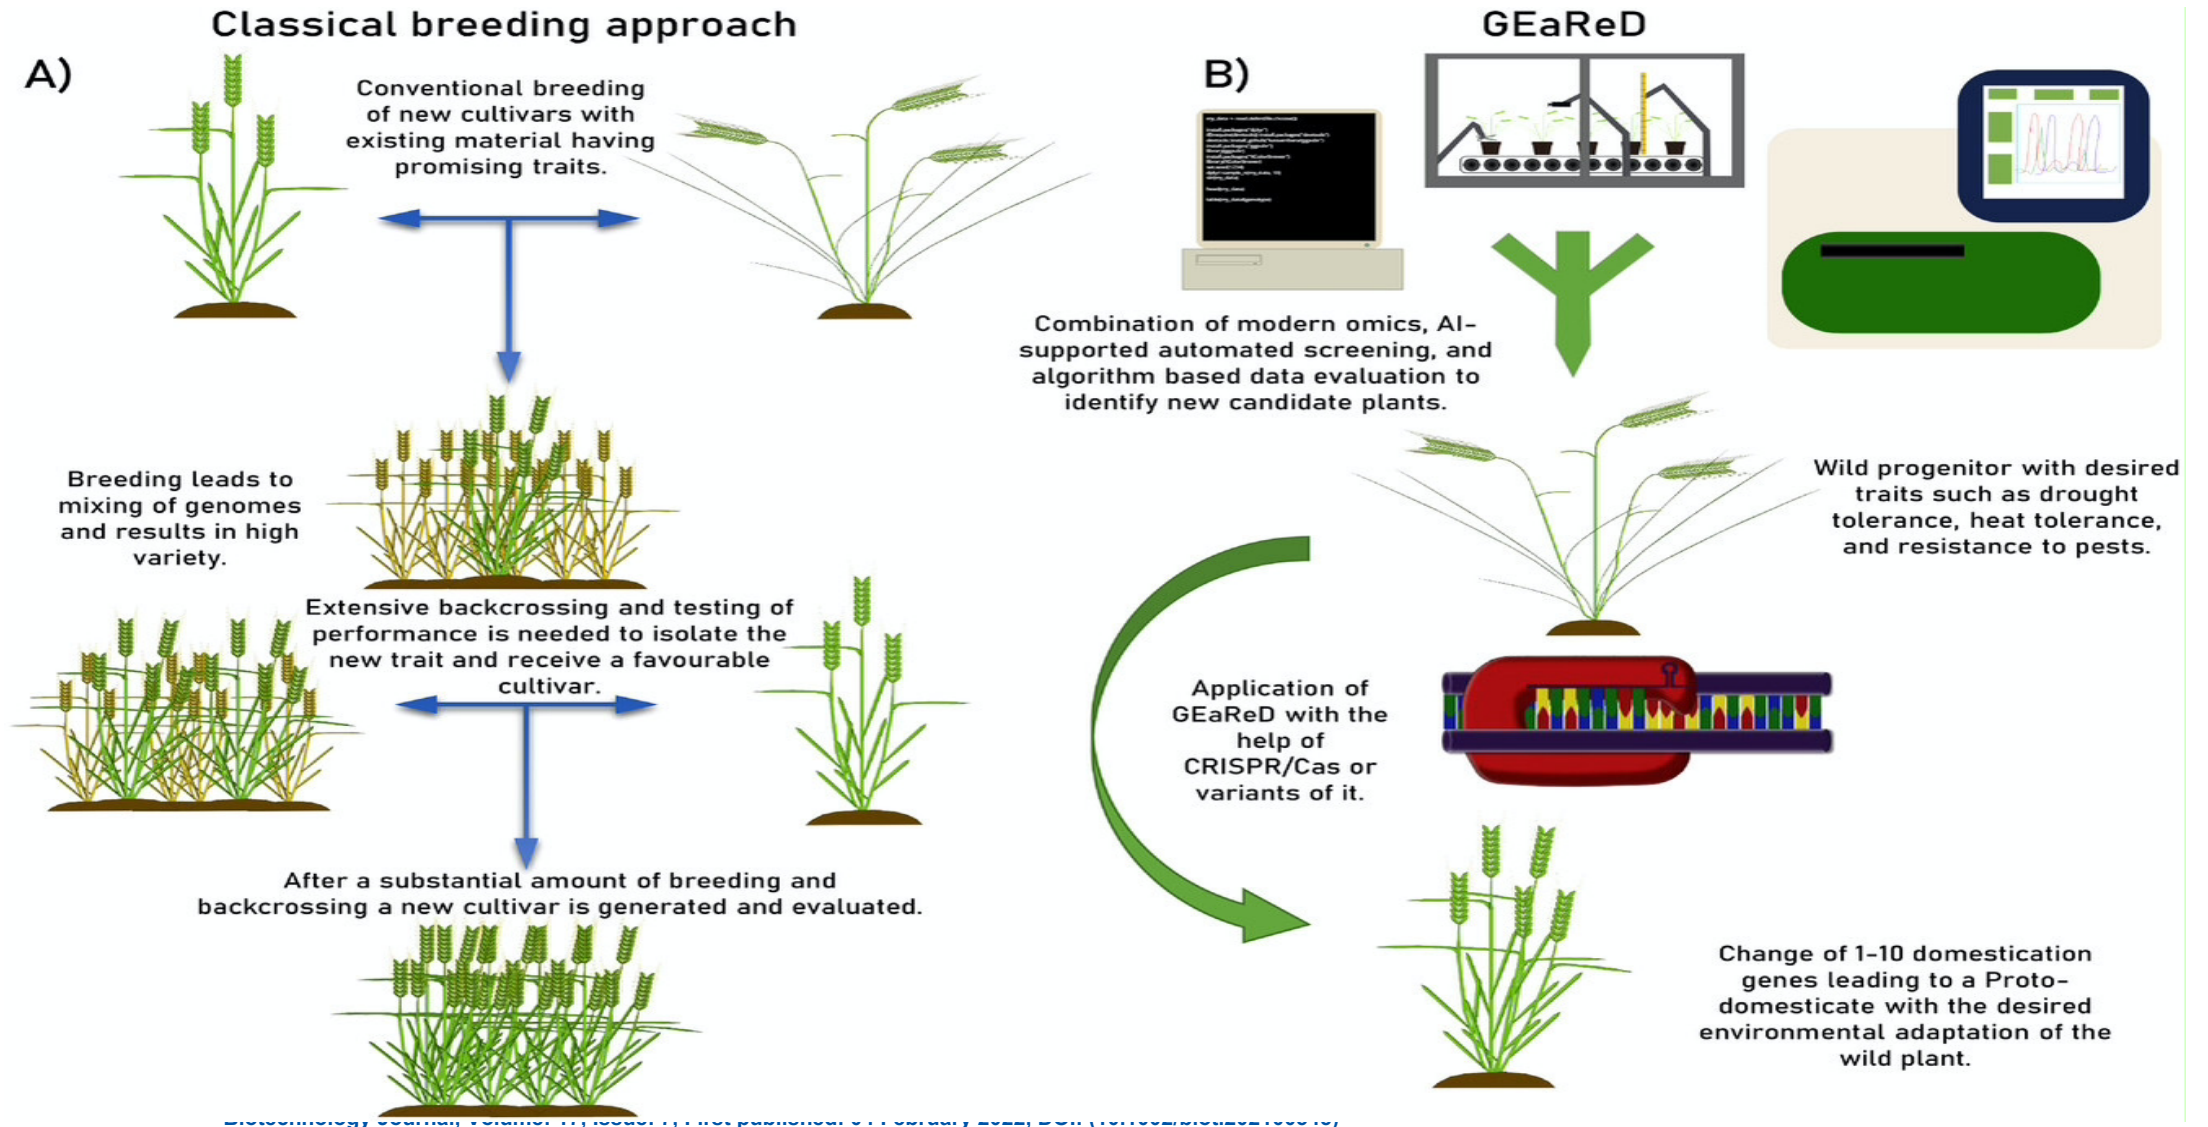 Classical breeding approach
A)
Conventional breeding
of new cultivars with
existing material having
promising traits.
Breeding leads to
mixing of genomes
and results in high
variety.
Extensive backcrossing and testing of
performance is needed to isolate the
new trait and receive a favourable
cultivar.
After a substantial amount of breeding and
backcrossing a new cultivar is generated and evaluated.
GEaReD
B)
Combination of modern omics, AI-
supported automated screening, and
algorithm based data evaluation to
identify new candidate plants.
Wild progenitor with desired
traits such as drought
tolerance, heat tolerance,
and resistance to pests.
Application of
GEaReD with the
help of
CRISPR/Cas or
variants of it.
Change of 1-10 domestication
genes leading to a Proto-
domesticate with the desired
environmental adaptation of the
wild plant.